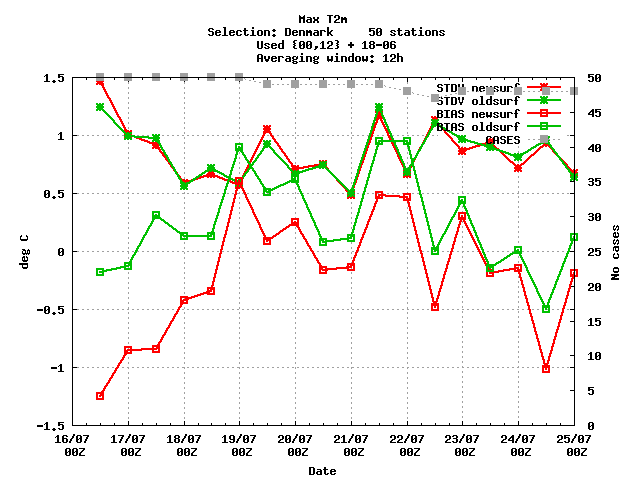 Max T2m
Selection: Denmark 50 stations
Used {00,12} + 18-06
Averaging window: 12h
STDV newsurf
STDV oldsurf
BIAS newsurf
BIAS oldsurf
CASES
1.5
1
0.5
0
-0.5
-1
-1.5
deg C
50
45
40
35
30
25
20
15
10
5
0
No cases
16/07 17/07 18/07 19/07 20/07 21/07 22/07 23/07 24/07 25/07
00Z 00Z 00Z 00Z 00Z 00Z 00Z 00Z 00Z 00Z
Date